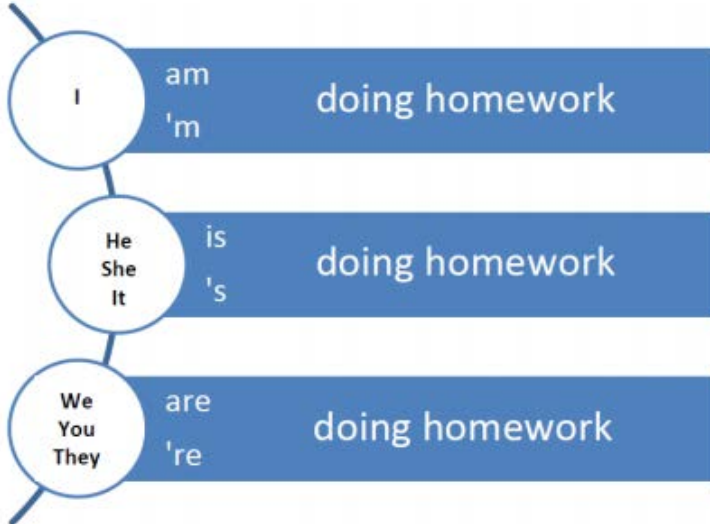 I
am
'm
doing homework
He
She
It
is
's
doing homework
We
You
They
are
're
doing homework